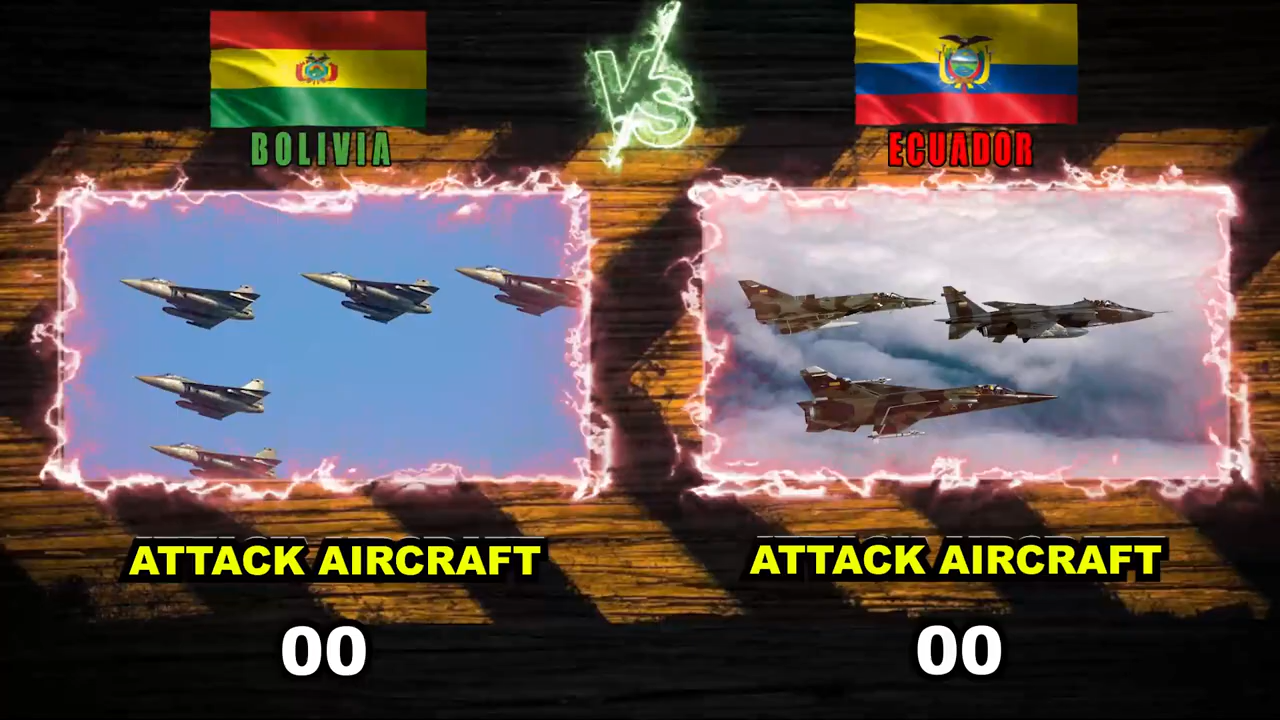 VS
BOLIVIA
ECUADOR
ATTACK AIRCRAFT
ATTACK AIRCRAFT
00
00